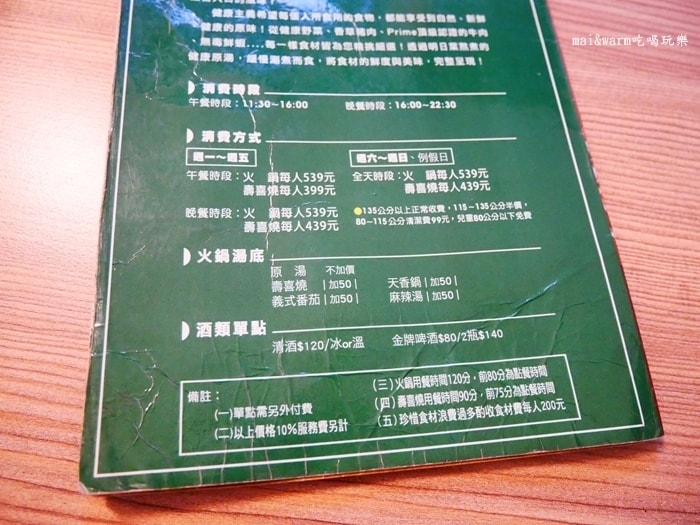 mai&warm吃喝玩樂
健康主義希望每個人所食用的食物，都能享受到自然、新鮮
健康的原味！從健康野菜、香草豬肉、Prime頂級認證的牛肉
無毒鮮蝦....每一樣食材皆為您精挑細選！透過明日葉熬煮的
健康原湯，慢慢涮煮而食，將食材的鮮度與美味，完整呈現！
消費時段
午餐時段：11:30~16:00 晚餐時段：16:00~22:30
消費方式
週一～週五 週六～週日、例假日
午餐時段：火 鍋每人539元 全天時段：火 鍋每人539元
壽喜燒每人399元 壽喜燒每人439元
晚餐時段：火 鍋每人539元 ●135公分以上正常收費，115~135公分半價，
壽喜燒每人439元 80~115公分清潔費99元，兒童80公分以下免費
火鍋湯底
原 湯 不加價
壽喜燒 |加50| 天香鍋 |加50|
義式番茄 |加50| 麻辣湯 |加50|
酒類單點
清酒$120/冰or溫 金牌啤酒$80/2瓶$140
備註：
(一)單點需另外付費
(二)以上價格10%服務費另計
(三)火鍋用餐時間120分，前80分為點餐時間
(四)壽喜燒用餐時間90分，前75分為點餐時間
(五)珍惜食材浪費過多酌收食材費每人200元